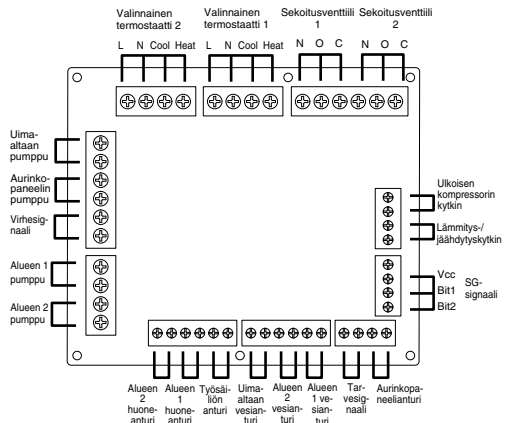 Valinnainen
termostaatti 2
L N Cool Heat
Valinnainen
termostaatti 1
L N Cool Heat
Sekoitusventtiili
1
N O C
Sekoitusventtiili
2
N O C
Uima-
altaan
pumppu
Aurinko-
paneelin
pumppu
Virhesig-
naali
Alueen 1
pumppu
Alueen 2
pumppu
Ulkoisen
kompressorin
kytkin
Lämmitys-/
jäähdytyskytkin
Vcc
Bit1
Bit2
SG-
signaali
Alueen
2
huone-
anturi
Alueen
1
huone-
anturi
Työsäi-
liön
anturi
Uima-
altaan
vesian-
turi
Alueen
2
vesian-
turi
Alueen
1 ve-
sian-
turi
Tar-
vesig-
naali
Aurinkopa-
neelianturi